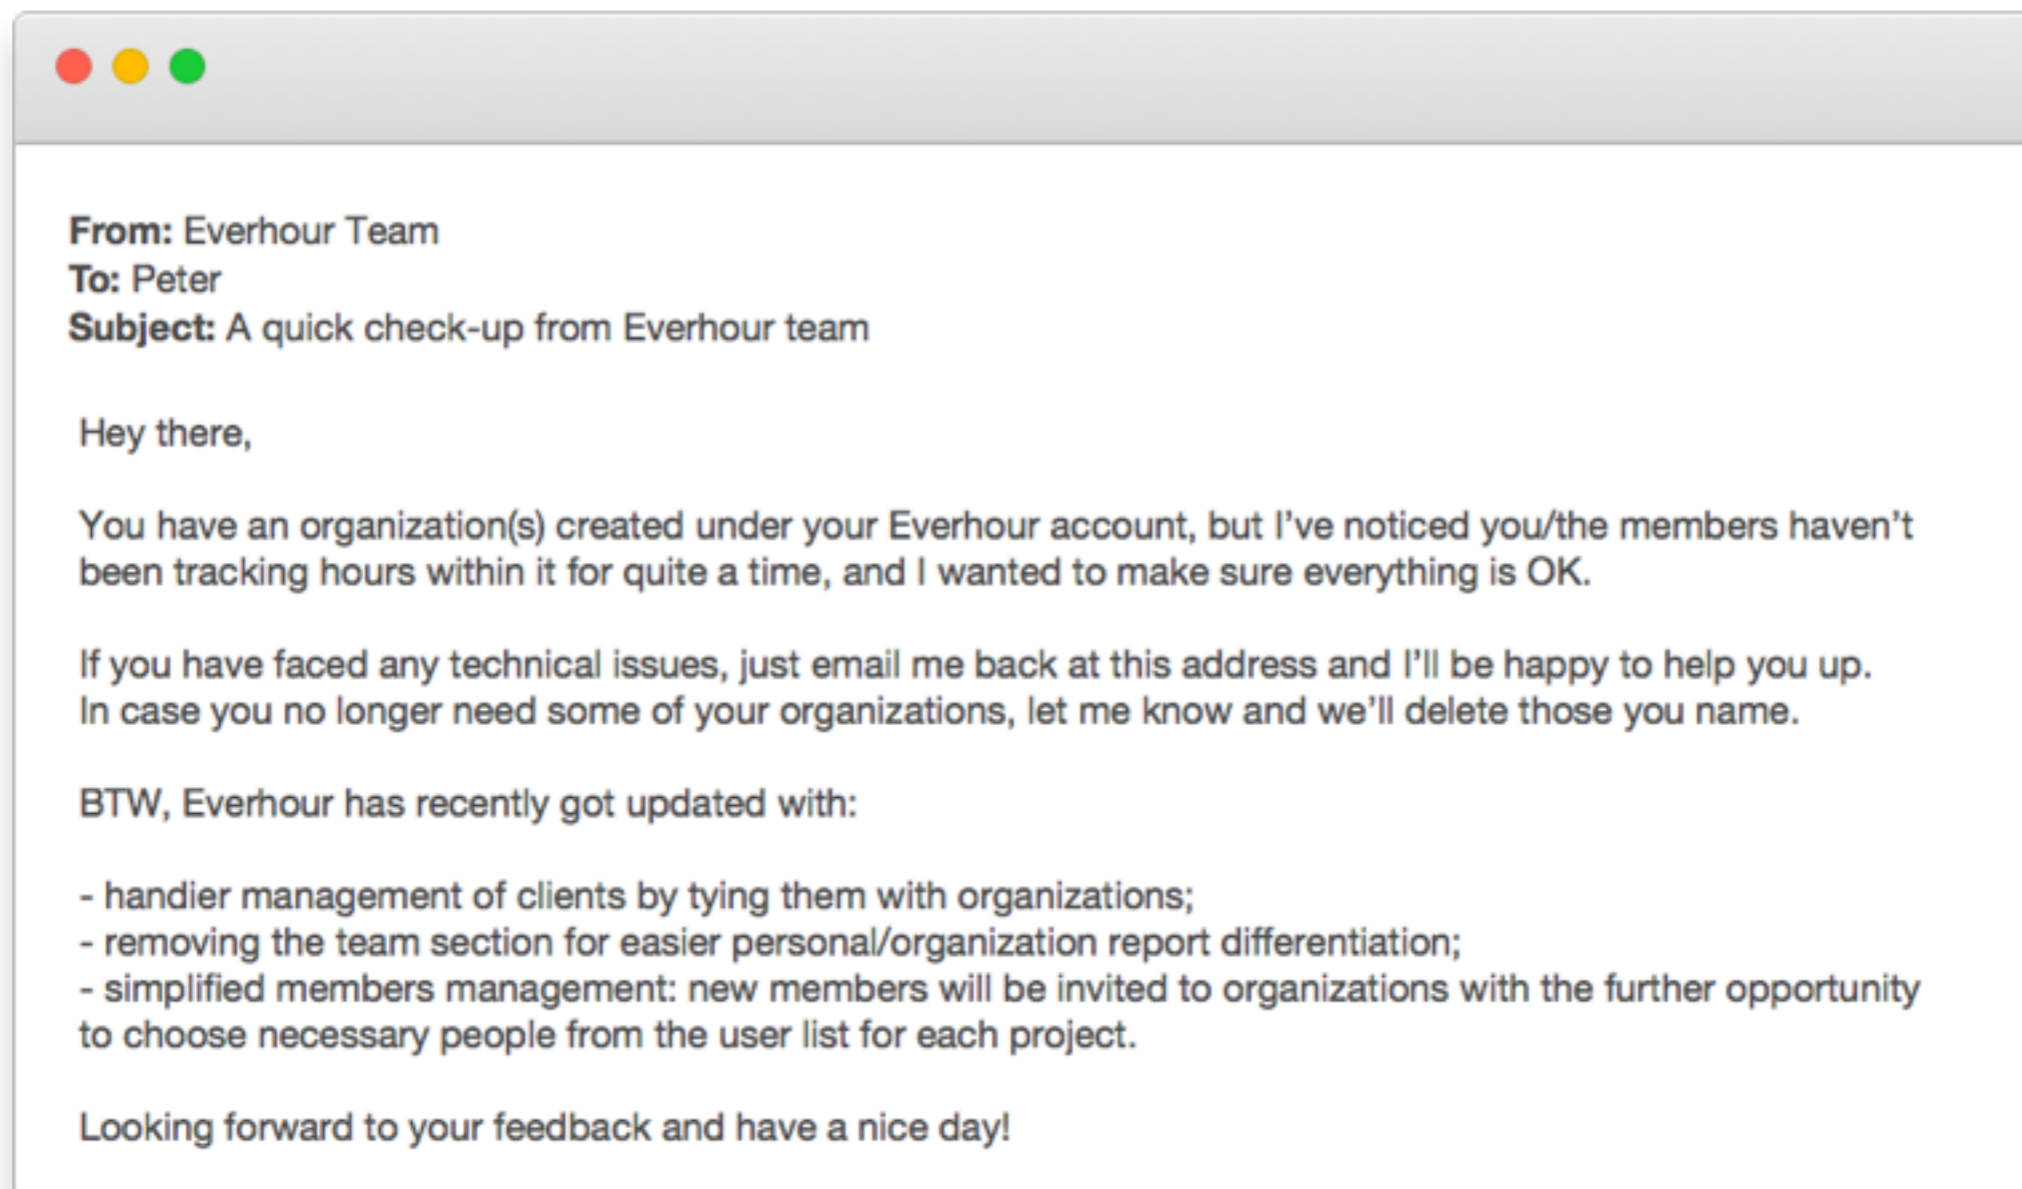 From: Everhour Team
To: Peter
Subject: A quick check-up from Everhour team
Hey there,
You have an organization(s) created under your Everhour account, but I’ve noticed you/the members haven’t
been tracking hours within it for quite a time, and I wanted to make sure everything is OK.
If you have faced any technical issues, just email me back at this address and I’ll be happy to help you up.
In case you no longer need some of your organizations, let me know and we’ll delete those you name.
BTW, Everhour has recently got updated with:
- handier management of clients by tying them with organizations;
- removing the team section for easier personal/organization report differentiation;
- simplified members management: new members will be invited to organizations with the further opportunity
to choose necessary people from the user list for each project.
Looking forward to your feedback and have a nice day!